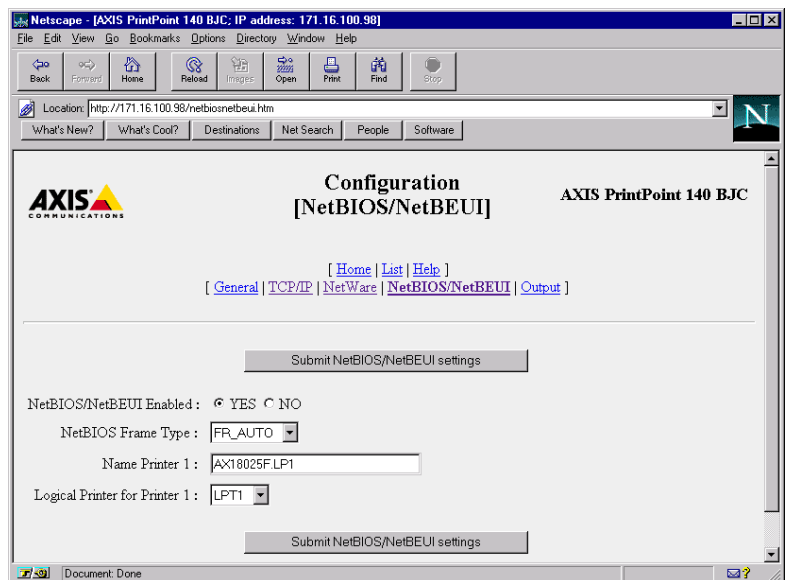 Netscape - [AXIS PrintPoint 140 BJC; IP address: 171.16.100.98]
File Edit View Go Bookmarks Options Directory Window Help
Back Forward Home Reload Images Open Print Find Stop
Location: http://171.16.100.98/netbiosnetbeui.htm
N
What's New? What's Cool? Destinations Net Search People Software
AXIS
COMMUNICATIONS
Configuration
[NetBIOS/NetBEUI]
AXIS PrintPoint 140 BJC
[ Home | List | Help ]
[ General | TCP/IP | NetWare | NetBIOS/NetBEUI | Output ]
Submit NetBIOS/NetBEUI settings
NetBIOS/NetBEUI Enabled : YES NO
NetBIOS Frame Type : FR_AUTO
Name Printer 1 : AX18025F.LP1
Logical Printer for Printer 1 : LPT1
Submit NetBIOS/NetBEUI settings
Document: Done